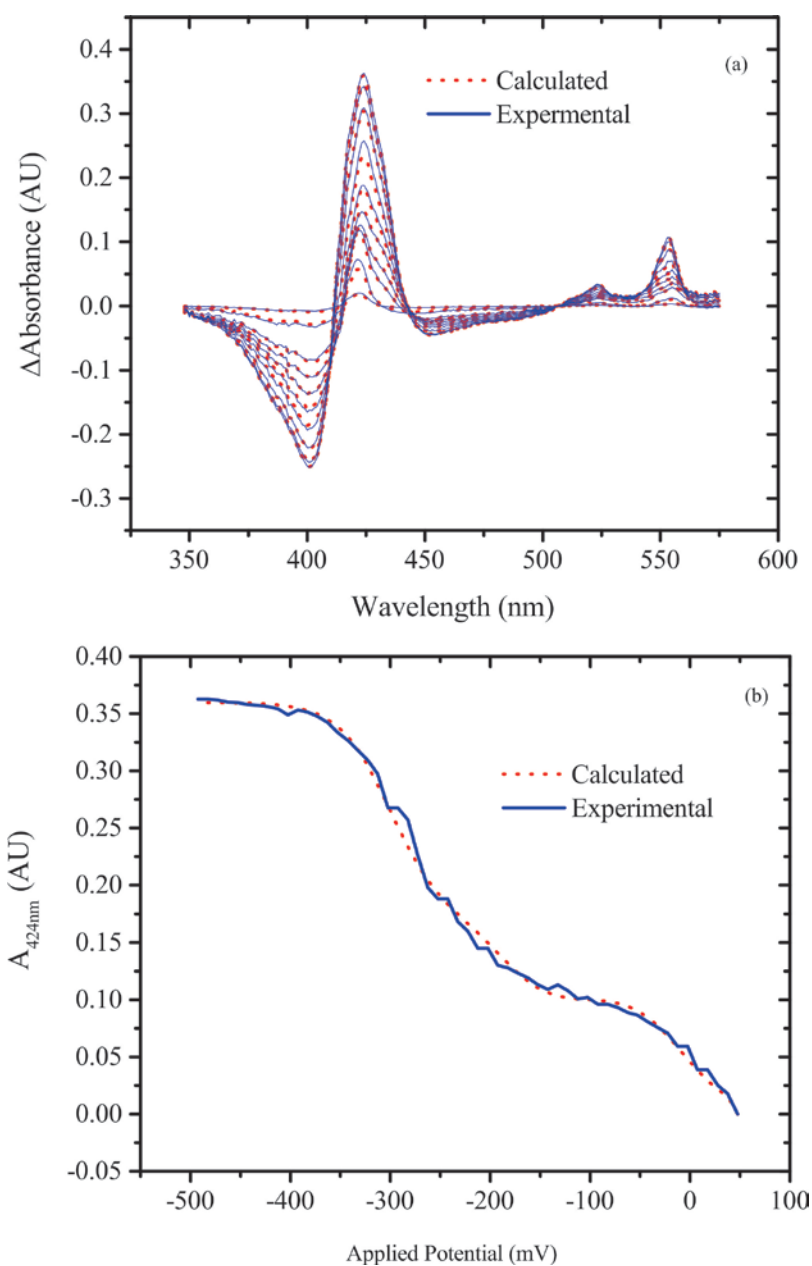 0.4
0.3
0.2
0.1
0.0
-0.1
-0.2
-0.3
ΔAbsorbance (AU)
(a)
Calculated
Expermental
350 400 450 500 550 600
Wavelength (nm)
0.40
0.35
0.30
0.25
0.20
0.15
0.10
0.05
0.00
-0.05
A424nm (AU)
(b)
Calculated
Experimental
-500 -400 -300 -200 -100 0 100
Applied Potential (mV)